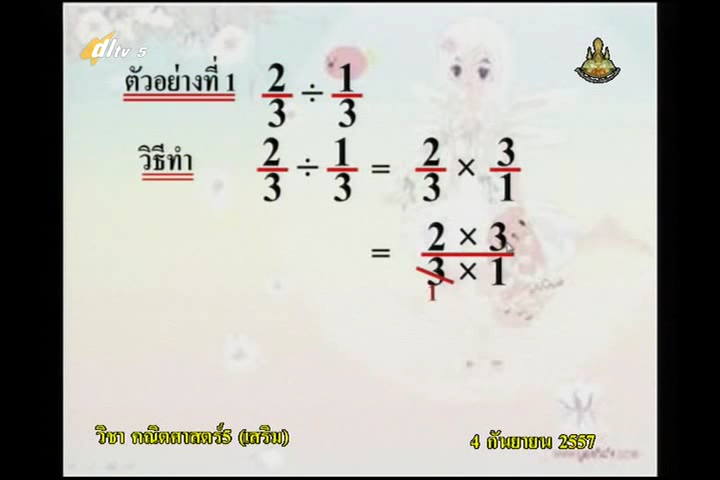 dltv 5
ตัวอย่างที่ 1 2/3 ÷ 1/3
วิธีทำ 2/3 ÷ 1/3 = 2/3 × 3/1
= 2 × 3 / 3 × 1
1
วิชา คณิตศาสตร์5 (เสริม)
4 กันยายน 2557